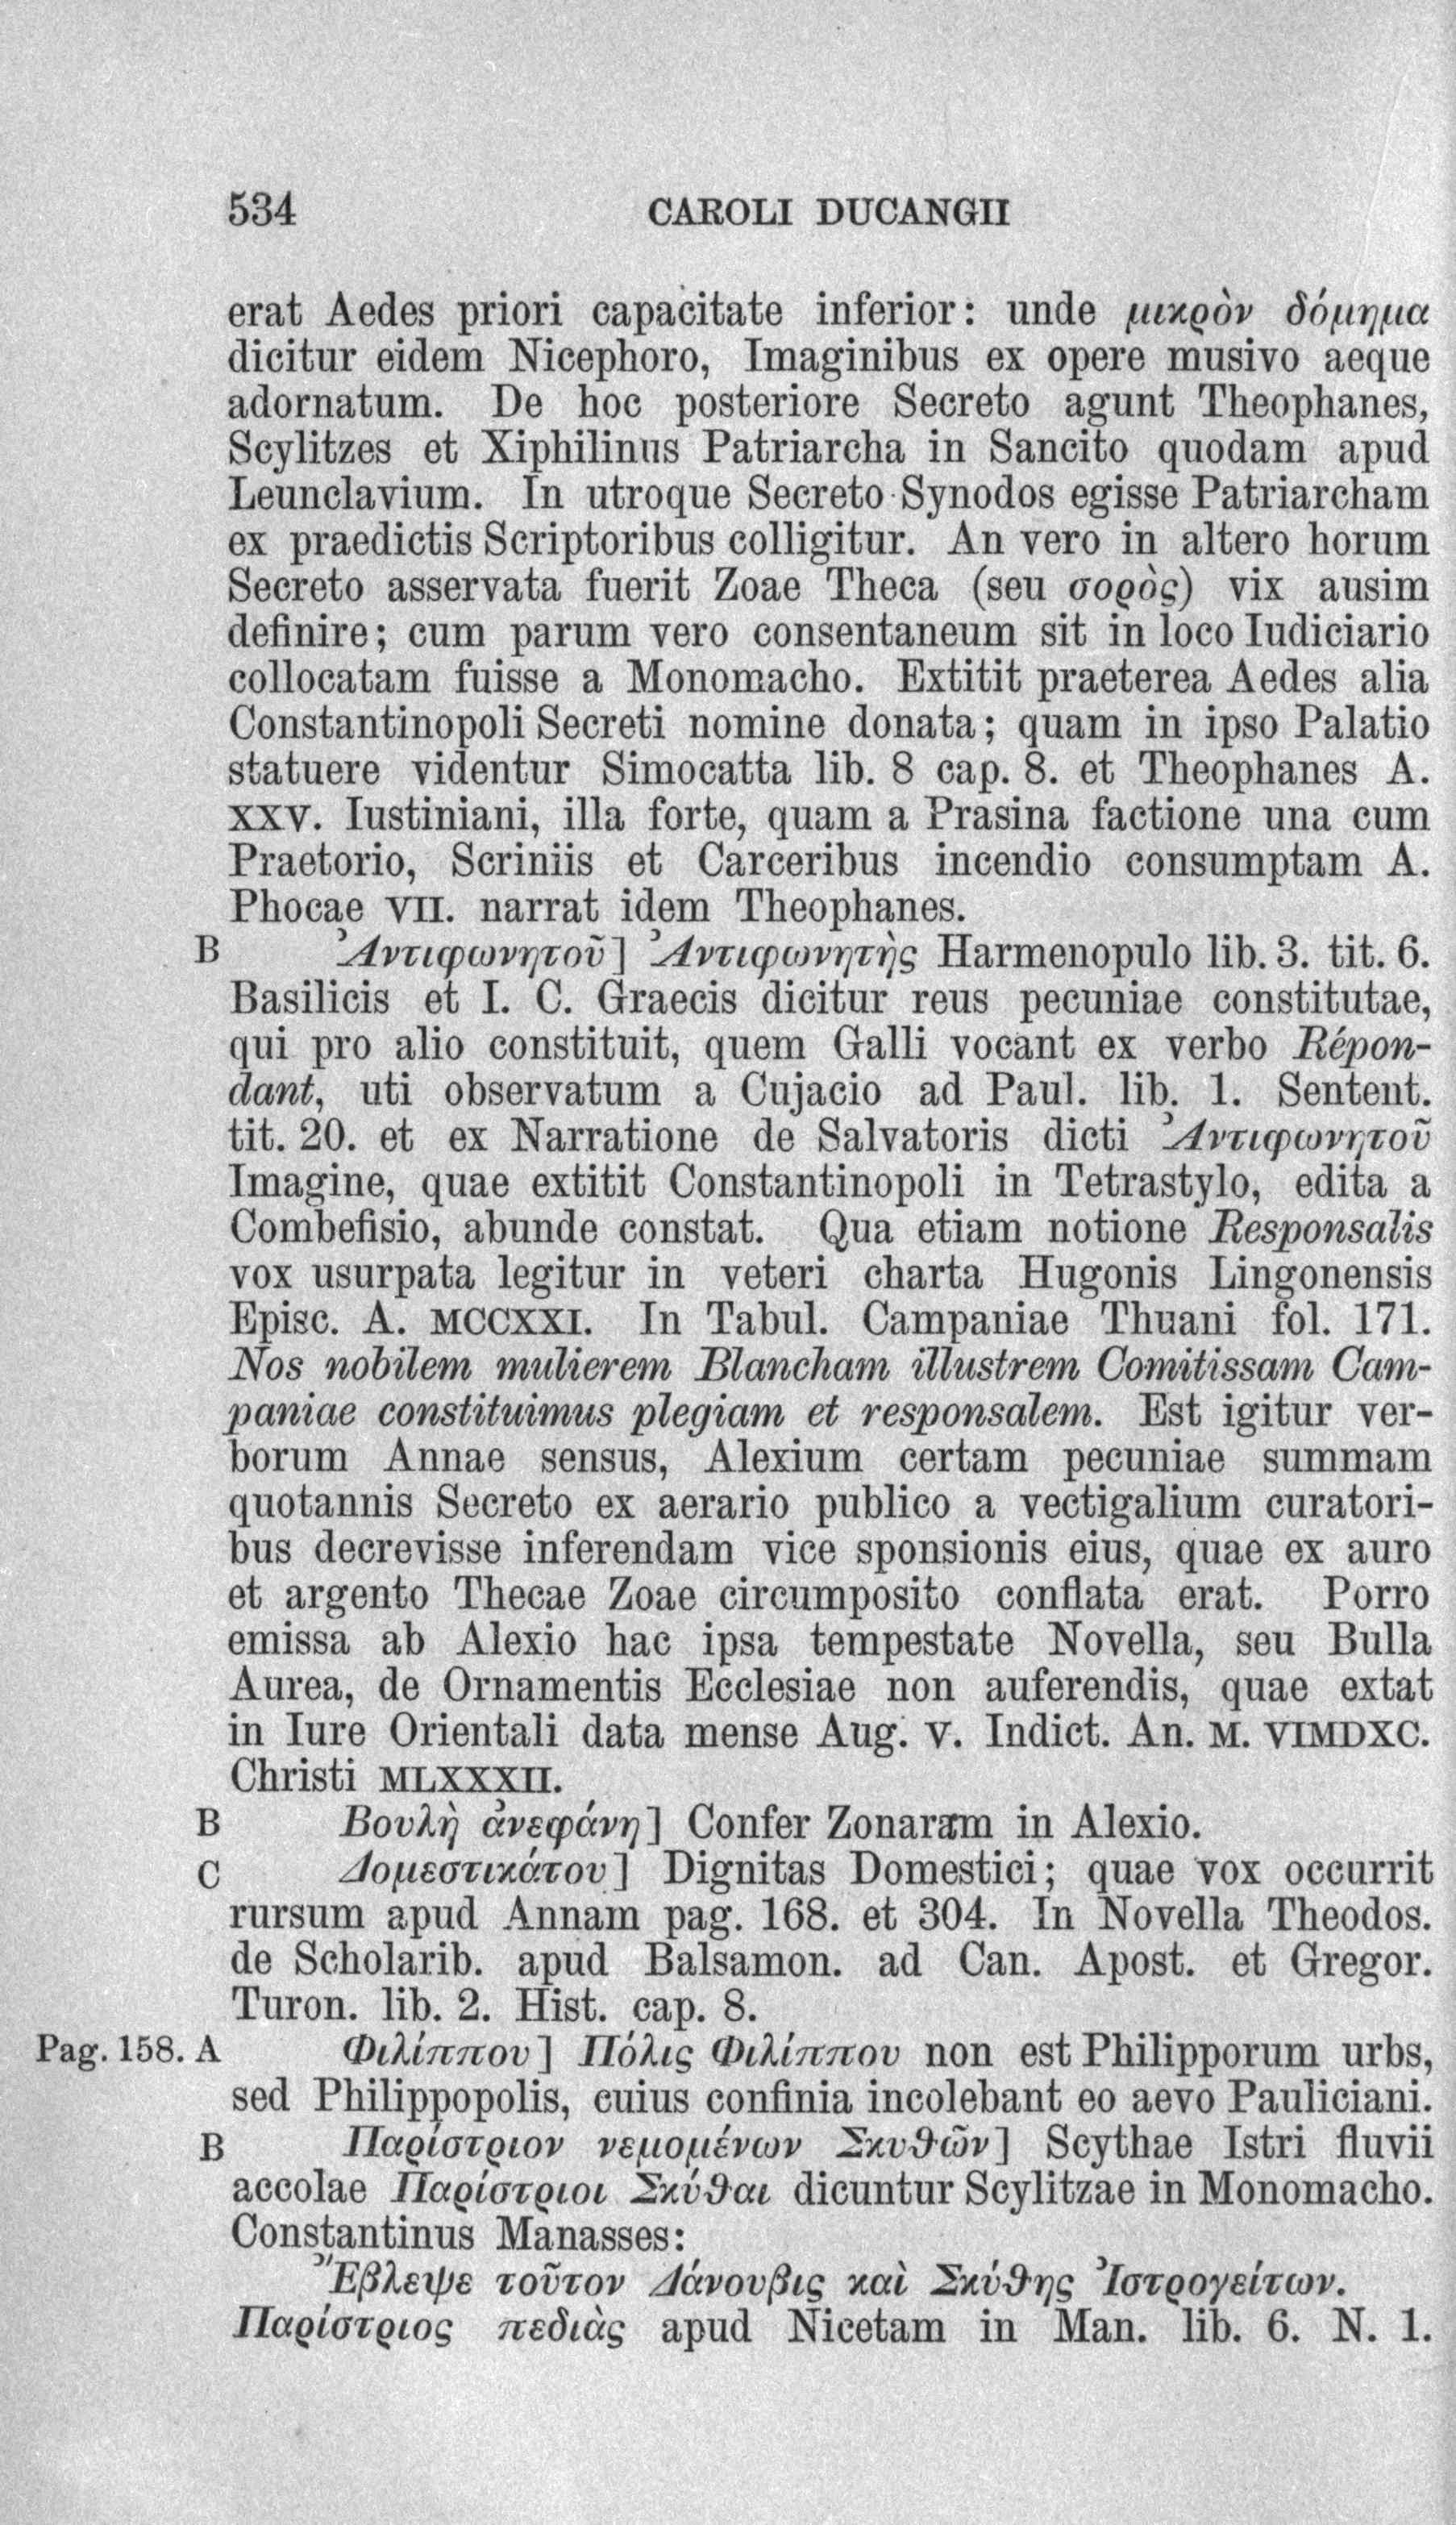 534 CAROLI DUCANGII
erat Aedes priori capacitate inferior: unde μικρὸν δόμημα
dicitur eidem Nicephoro, Imaginibus ex opere musivo aeque
adornatum. De hoc posteriore Secreto agunt Theophanes,
Scylitzes et Xiphilinus Patriarcha in Sancito quodam apud
Leunclavium. In utroque Secreto Synodos egisse Patriarcham
ex praedictis Scriptoribus colligitur. An vero in altero horum
Secreto asservata fuerit Zoae Theca (seu σορὸς) vix ausim
definire; cum parum vero consentaneum sit in loco Iudiciario
collocatam fuisse a Monomacho. Extitit praeterea Aedes alia
Constantinopoli Secreti nomine donata; quam in ipso Palatio
statuere videntur Simocatta lib. 8 cap. 8. et Theophanes A.
XXV. Iustiniani, illa forte, quam a Prasina factione una cum
Praetorio, Scriniis et Carceribus incendio consumptam A.
Phocae VII. narrat idem Theophanes.
B Ἀντιφωνητοῦ] Ἀντιφωνητὴς Harmenopulo lib. 3. tit. 6.
Basilicis et I. C. Graecis dicitur reus pecuniae constitutae,
qui pro alio constituit, quem Galli vocant ex verbo Répon-
dant, uti observatum a Cujacio ad Paul. lib. 1. Sentent.
tit. 20. et ex Narratione de Salvatoris dicti Ἀντιφωνητοῦ
Imagine, quae extitit Constantinopoli in Tetrastylo, edita a
Combefisio, abunde constat. Qua etiam notione Responsalis
vox usurpata legitur in veteri charta Hugonis Lingonensis
Episc. A. MCCXXI. In Tabul. Campaniae Thuani fol. 171.
Nos nobilem mulierem Blancham illustrem Comitissam Cam-
paniae constituimus plegiam et responsalem. Est igitur ver-
borum Annae sensus, Alexium certam pecuniae summam
quotannis Secreto ex aerario publico a vectigalium curatori-
bus decrevisse inferendam vice sponsionis eius, quae ex auro
et argento Thecae Zoae circumposito conflata erat. Porro
emissa ab Alexio hac ipsa tempestate Novella, seu Bulla
Aurea, de Ornamentis Ecclesiae non auferendis, quae extat
in Iure Orientali data mense Aug. V. Indict. An. M. VIMDXC.
Christi MLXXXII.
B Βουλὴ ἀνεφάνη] Confer Zonaram in Alexio.
C Δομεστικάτου] Dignitas Domestici; quae vox occurrit
rursum apud Annam pag. 168. et 304. In Novella Theodos.
de Scholarib. apud Balsamon. ad Can. Apost. et Gregor.
Turon. lib. 2. Hist. cap. 8.
Pag. 158. A Φιλίππου] Πόλις Φιλίππου non est Philipporum urbs,
sed Philippopolis, cuius confinia incolebant eo aevo Pauliciani.
B Παρίστριον νεμομένων Σκυθῶν] Scythae Istri fluvii
accolae Παρίστριοι Σκύθαι dicuntur Scylitzae in Monomacho.
Constantinus Manasses:
Ἔβλεψε τοῦτον Δάνουβις καὶ Σκύθης Ἰστρογείτων.
Παρίστριος πεδιὰς apud Nicetam in Man. lib. 6. N. 1.